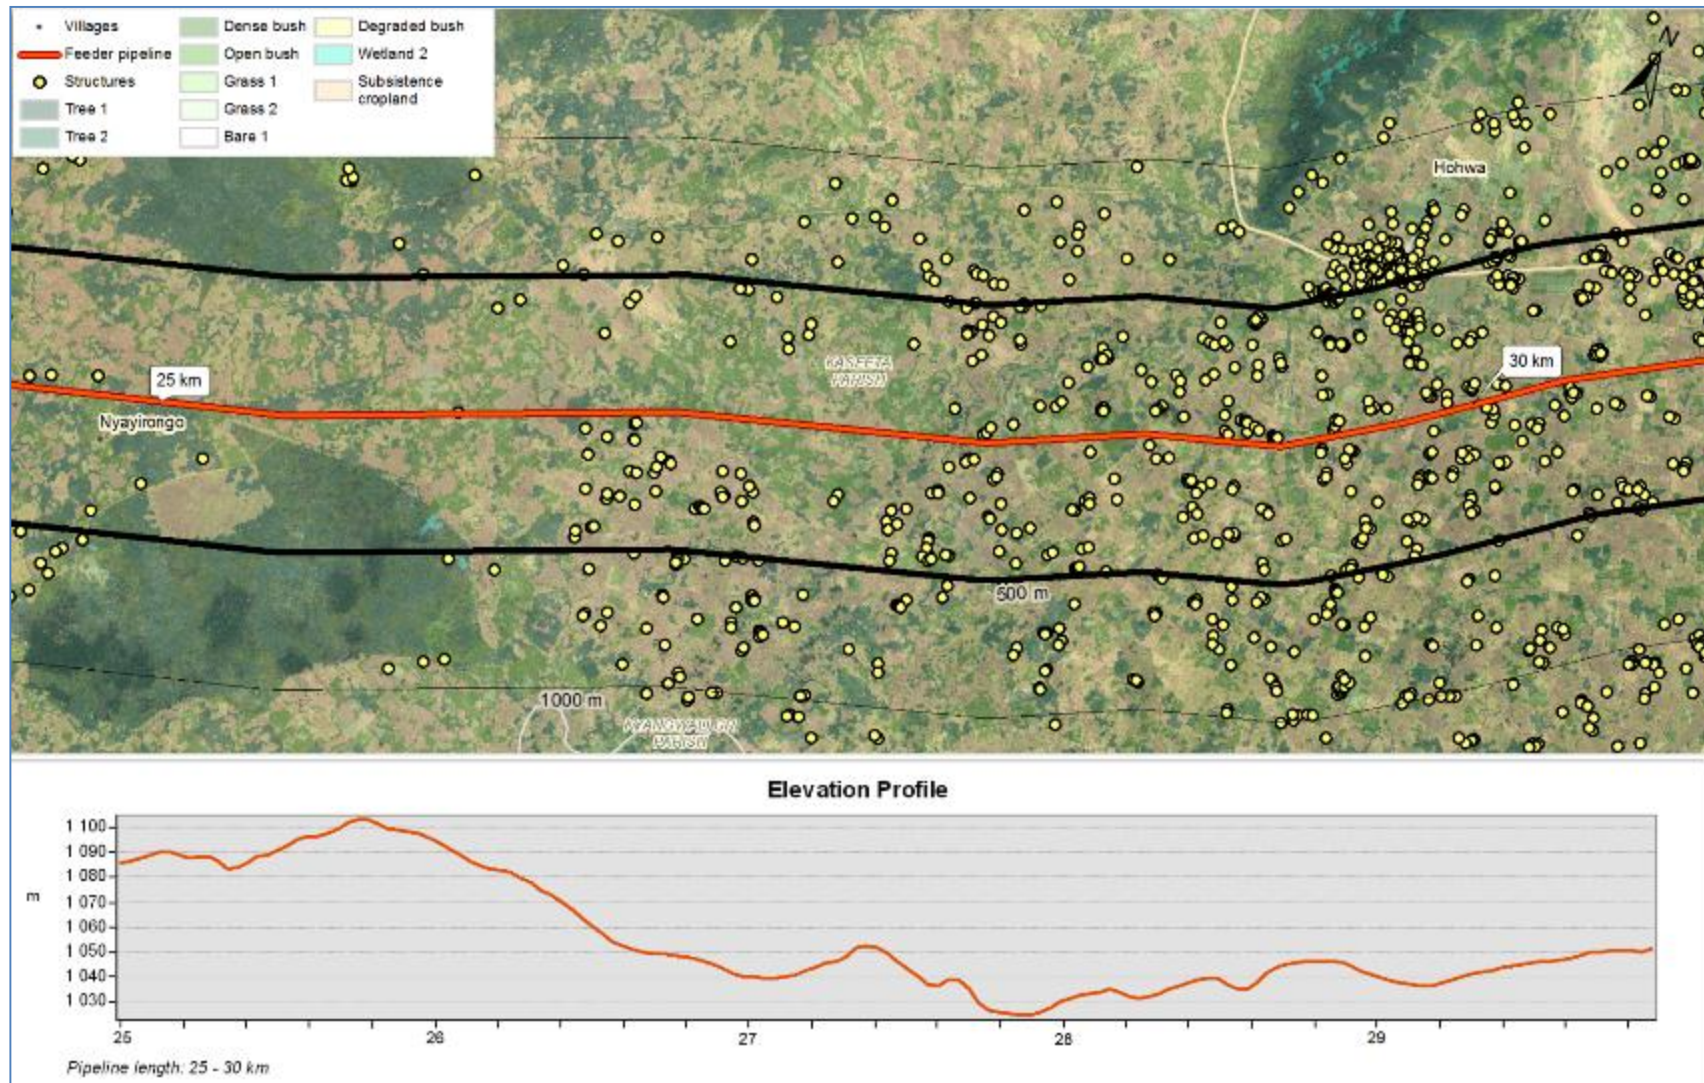 Villages
Feeder pipeline
Structures
Tree 1
Tree 2
Dense bush
Open bush
Grass 1
Grass 2
Bare 1
Degraded bush
Wetland 2
Subsistence
cropland
N
Hohwa
KASEETA
PARISH
25 km
30 km
Nyayirongo
500 m
1000 m
PARISH
Elevation Profile
1 100
1 090
1 080
1 070
1 060
1 050
1 040
1 030
m
25
26
27
28
29
Pipeline length: 25 - 30 km